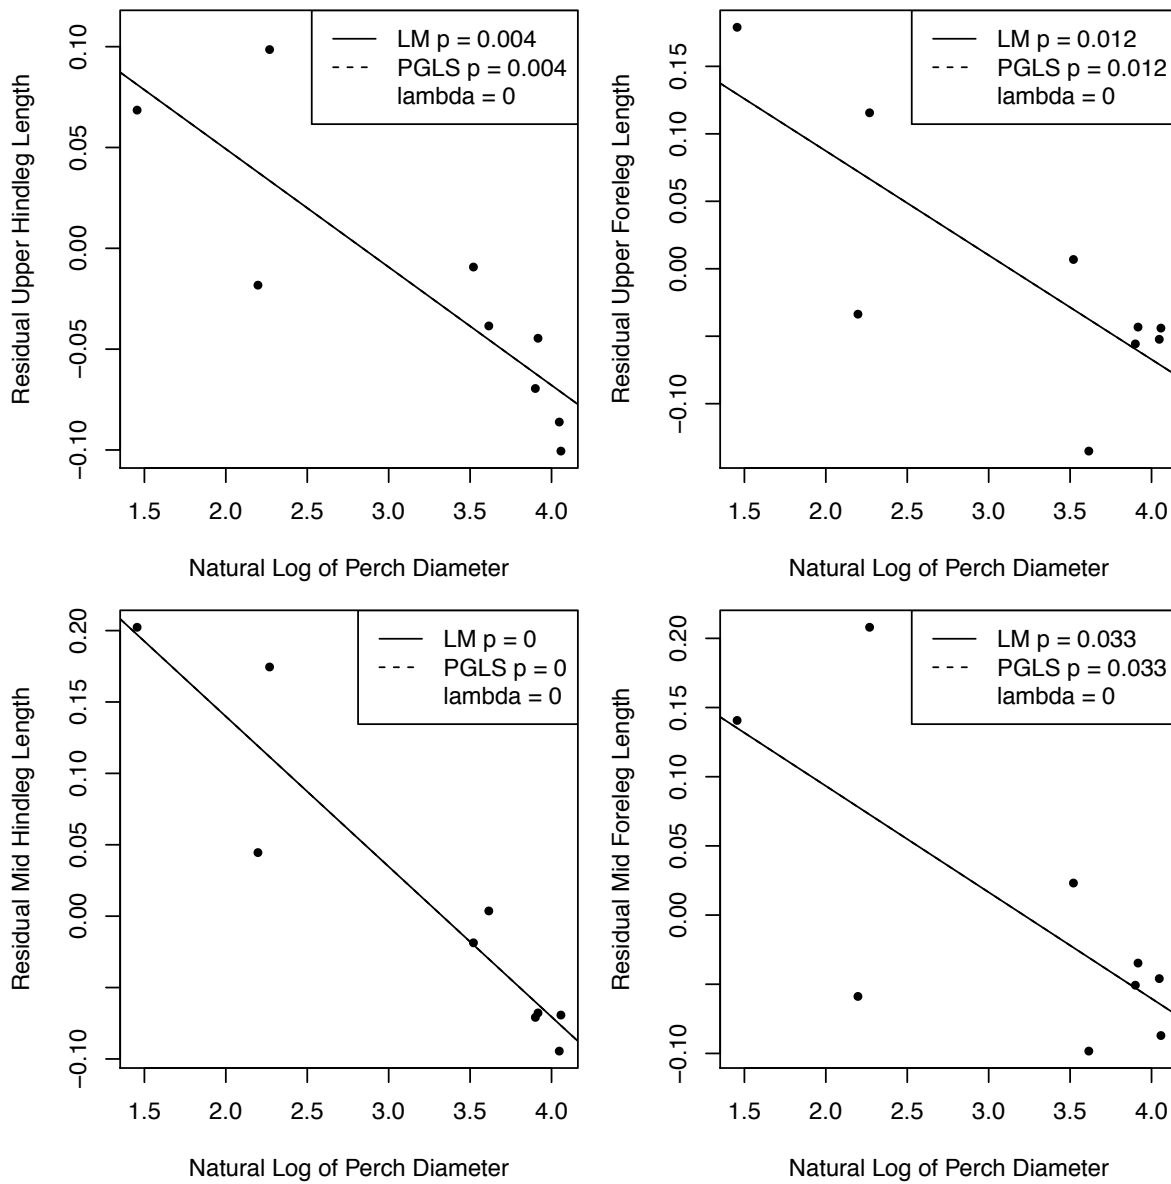 LM p = 0.004
PGLS p = 0.004
lambda = 0
Residual Upper Hindleg Length
0.10
0.05
0.00
−0.05
−0.10
1.5 2.0 2.5 3.0 3.5 4.0
Natural Log of Perch Diameter
LM p = 0.012
PGLS p = 0.012
lambda = 0
Residual Upper Foreleg Length
0.15
0.10
0.05
0.00
−0.10
1.5 2.0 2.5 3.0 3.5 4.0
Natural Log of Perch Diameter
LM p = 0
PGLS p = 0
lambda = 0
Residual Mid Hindleg Length
0.20
0.15
0.10
0.05
0.00
−0.10
1.5 2.0 2.5 3.0 3.5 4.0
Natural Log of Perch Diameter
LM p = 0.033
PGLS p = 0.033
lambda = 0
Residual Mid Foreleg Length
0.20
0.15
0.10
0.05
0.00
−0.10
1.5 2.0 2.5 3.0 3.5 4.0
Natural Log of Perch Diameter